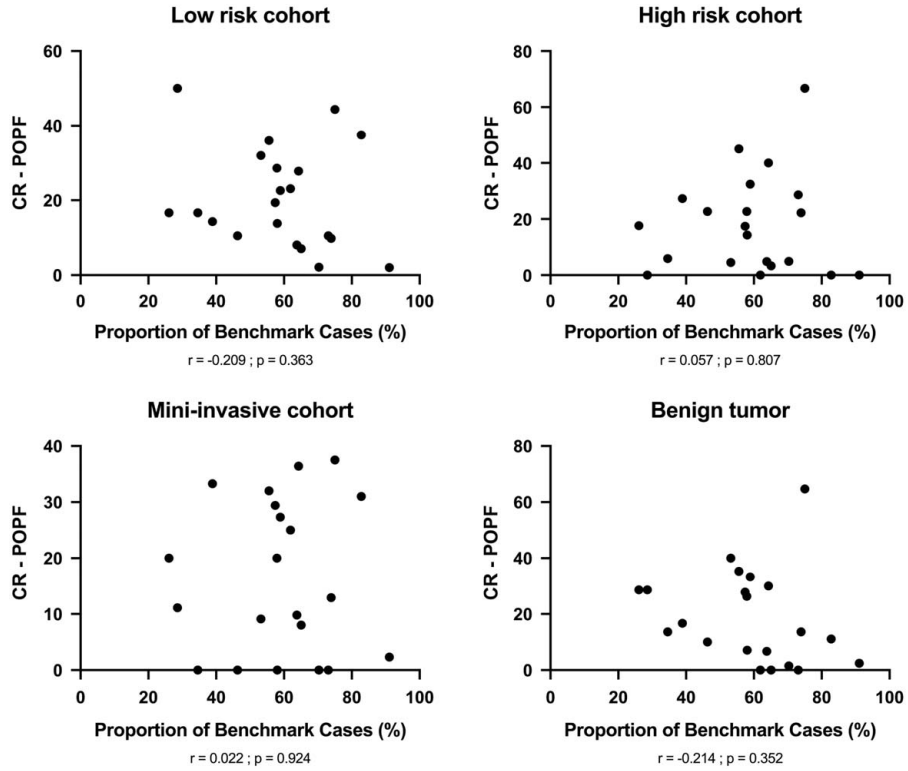 Low risk cohort
60
40
20
0
CR - POPF
0 20 40 60 80 100
Proportion of Benchmark Cases (%)
r = -0.209 ; p = 0.363
High risk cohort
80
60
40
20
0
CR - POPF
0 20 40 60 80 100
Proportion of Benchmark Cases (%)
r = 0.057 ; p = 0.807
Mini-invasive cohort
40
30
20
10
0
CR - POPF
0 20 40 60 80 100
Proportion of Benchmark Cases (%)
r = 0.022 ; p = 0.924
Benign tumor
80
60
40
20
0
CR - POPF
0 20 40 60 80 100
Proportion of Benchmark Cases (%)
r = -0.214 ; p = 0.352